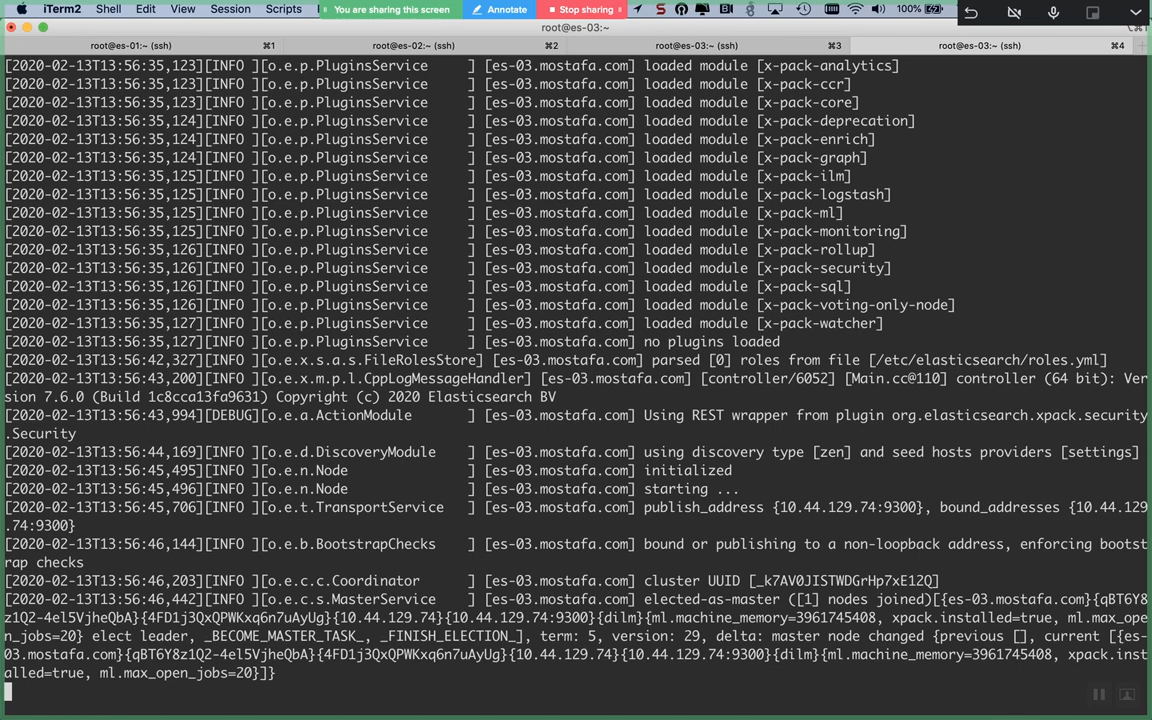 iTerm2 Shell Edit View Session Scripts You are sharing this screen Annotate Stop sharing 100%
root@es-03:~
root@es-01:~ (ssh) ⌘1 root@es-02:~ (ssh) ⌘2 root@es-03:~ (ssh) ⌘3 root@es-03:~ (ssh) ⌘4
[2020-02-13T13:56:35,123][INFO ][o.e.p.PluginsService     ] [es-03.mostafa.com] loaded module [x-pack-analytics]
[2020-02-13T13:56:35,123][INFO ][o.e.p.PluginsService     ] [es-03.mostafa.com] loaded module [x-pack-ccr]
[2020-02-13T13:56:35,123][INFO ][o.e.p.PluginsService     ] [es-03.mostafa.com] loaded module [x-pack-core]
[2020-02-13T13:56:35,124][INFO ][o.e.p.PluginsService     ] [es-03.mostafa.com] loaded module [x-pack-deprecation]
[2020-02-13T13:56:35,124][INFO ][o.e.p.PluginsService     ] [es-03.mostafa.com] loaded module [x-pack-enrich]
[2020-02-13T13:56:35,124][INFO ][o.e.p.PluginsService     ] [es-03.mostafa.com] loaded module [x-pack-graph]
[2020-02-13T13:56:35,125][INFO ][o.e.p.PluginsService     ] [es-03.mostafa.com] loaded module [x-pack-ilm]
[2020-02-13T13:56:35,125][INFO ][o.e.p.PluginsService     ] [es-03.mostafa.com] loaded module [x-pack-logstash]
[2020-02-13T13:56:35,125][INFO ][o.e.p.PluginsService     ] [es-03.mostafa.com] loaded module [x-pack-ml]
[2020-02-13T13:56:35,125][INFO ][o.e.p.PluginsService     ] [es-03.mostafa.com] loaded module [x-pack-monitoring]
[2020-02-13T13:56:35,126][INFO ][o.e.p.PluginsService     ] [es-03.mostafa.com] loaded module [x-pack-rollup]
[2020-02-13T13:56:35,126][INFO ][o.e.p.PluginsService     ] [es-03.mostafa.com] loaded module [x-pack-security]
[2020-02-13T13:56:35,126][INFO ][o.e.p.PluginsService     ] [es-03.mostafa.com] loaded module [x-pack-sql]
[2020-02-13T13:56:35,126][INFO ][o.e.p.PluginsService     ] [es-03.mostafa.com] loaded module [x-pack-voting-only-node]
[2020-02-13T13:56:35,127][INFO ][o.e.p.PluginsService     ] [es-03.mostafa.com] loaded module [x-pack-watcher]
[2020-02-13T13:56:35,127][INFO ][o.e.p.PluginsService     ] [es-03.mostafa.com] no plugins loaded
[2020-02-13T13:56:42,327][INFO ][o.e.x.s.a.s.FileRolesStore] [es-03.mostafa.com] parsed [0] roles from file [/etc/elasticsearch/roles.yml]
[2020-02-13T13:56:43,200][INFO ][o.e.x.m.p.l.CppLogMessageHandler] [es-03.mostafa.com] [controller/6052] [Main.cc@110] controller (64 bit): Ver
sion 7.6.0 (Build 1c8cca13fa9631) Copyright (c) 2020 Elasticsearch BV
[2020-02-13T13:56:43,994][DEBUG][o.e.a.ActionModule       ] [es-03.mostafa.com] Using REST wrapper from plugin org.elasticsearch.xpack.security
.Security
[2020-02-13T13:56:44,169][INFO ][o.e.d.DiscoveryModule    ] [es-03.mostafa.com] using discovery type [zen] and seed hosts providers [settings]
[2020-02-13T13:56:45,495][INFO ][o.e.n.Node               ] [es-03.mostafa.com] initialized
[2020-02-13T13:56:45,496][INFO ][o.e.n.Node               ] [es-03.mostafa.com] starting ...
[2020-02-13T13:56:45,706][INFO ][o.e.t.TransportService   ] [es-03.mostafa.com] publish_address {10.44.129.74:9300}, bound_addresses {10.44.129
.74:9300}
[2020-02-13T13:56:46,144][INFO ][o.e.b.BootstrapChecks    ] [es-03.mostafa.com] bound or publishing to a non-loopback address, enforcing bootst
rap checks
[2020-02-13T13:56:46,203][INFO ][o.e.c.c.Coordinator      ] [es-03.mostafa.com] cluster UUID [_k7AV0JISTWDGrHp7xE12Q]
[2020-02-13T13:56:46,442][INFO ][o.e.c.s.MasterService    ] [es-03.mostafa.com] elected-as-master ([1] nodes joined)[{es-03.mostafa.com}{qBT6Y8
z1Q2-4el5VjheQbA}{4FD1j3QxQPWKxq6n7uAyUg}{10.44.129.74}{10.44.129.74:9300}{dilm}{ml.machine_memory=3961745408, xpack.installed=true, ml.max_ope
n_jobs=20} elect leader, _BECOME_MASTER_TASK_, _FINISH_ELECTION_], term: 5, version: 29, delta: master node changed {previous [], current [{es-
03.mostafa.com}{qBT6Y8z1Q2-4el5VjheQbA}{4FD1j3QxQPWKxq6n7uAyUg}{10.44.129.74}{10.44.129.74:9300}{dilm}{ml.machine_memory=3961745408, xpack.inst
alled=true, ml.max_open_jobs=20}]}